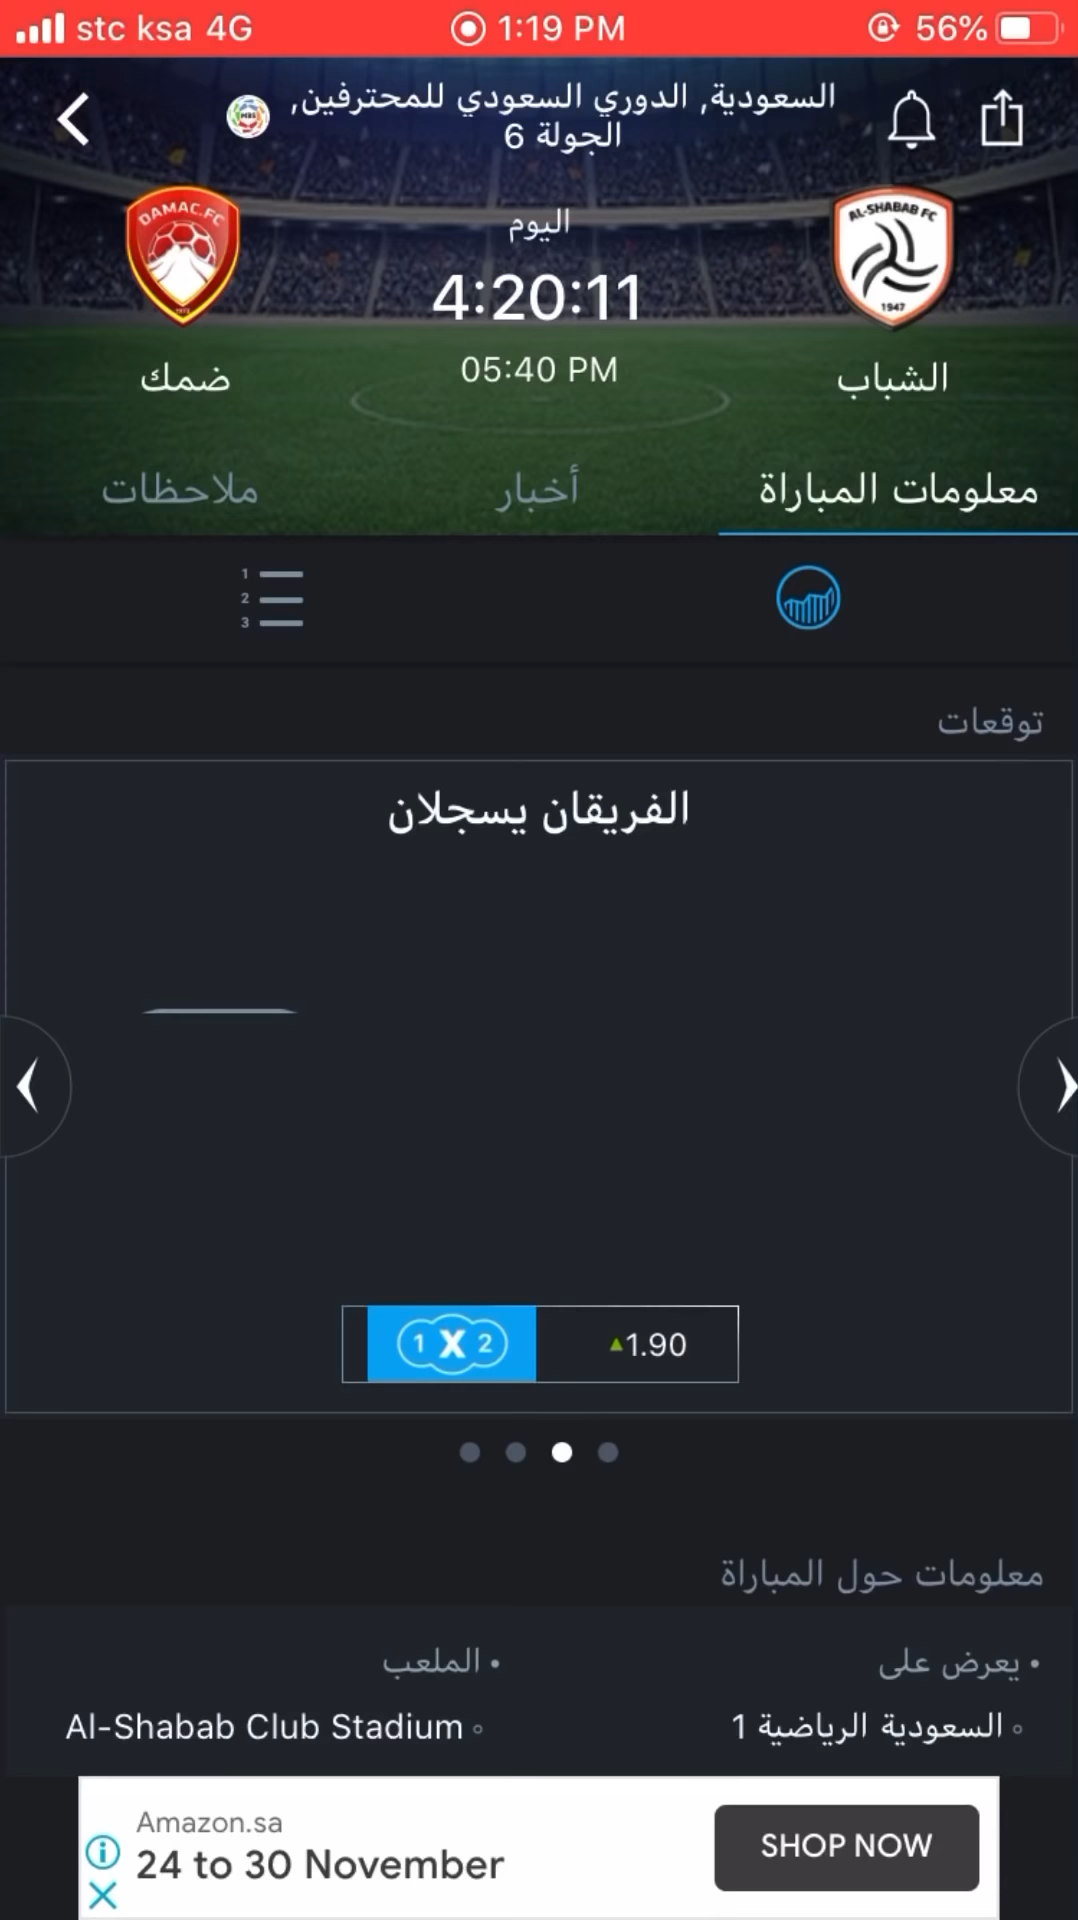 stc ksa 4G
1:19 PM
56%
السعودية, الدوري السعودي للمحترفين,
الجولة 6
DAMAC.FC
1972
AL-SHABAB FC
1947
اليوم
4:20:11
05:40 PM
الشباب
ضمك
معلومات المباراة
أخبار
ملاحظات
1
2
3
توقعات
الفريقان يسجلان
1 X 2
1.90
معلومات حول المباراة
• يعرض على
• الملعب
◦ السعودية الرياضية 1
Al-Shabab Club Stadium ◦
Amazon.sa
24 to 30 November
SHOP NOW